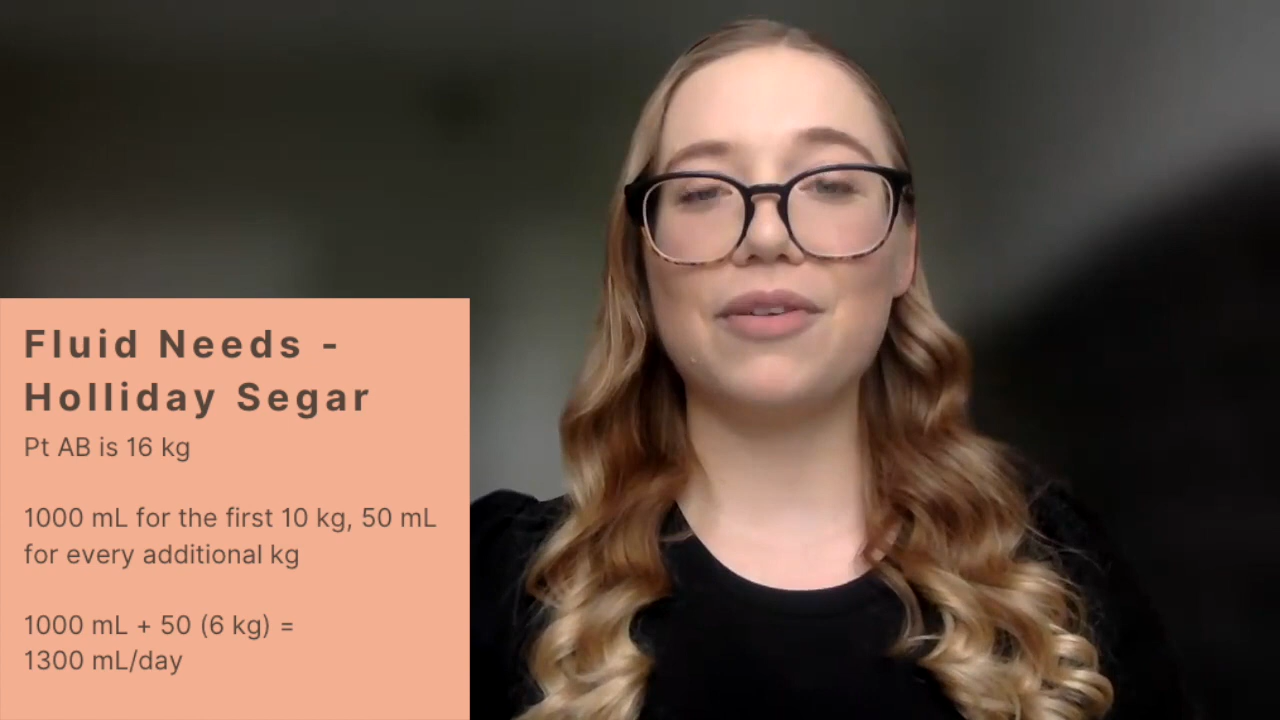 Fluid Needs -
Holliday Segar
Pt AB is 16 kg
1000 mL for the first 10 kg, 50 mL
for every additional kg
1000 mL + 50 (6 kg) =
1300 mL/day